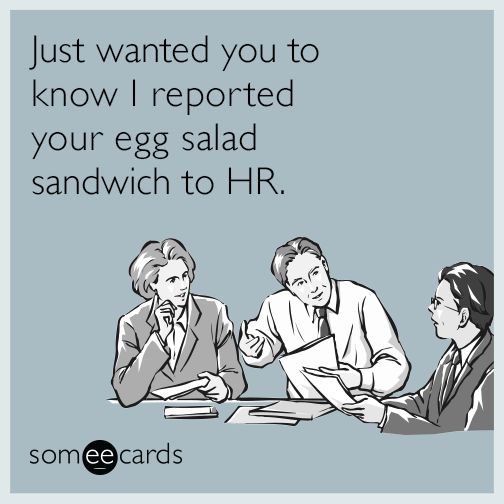 Just wanted you to
know I reported
your egg salad
sandwich to HR.
someecards